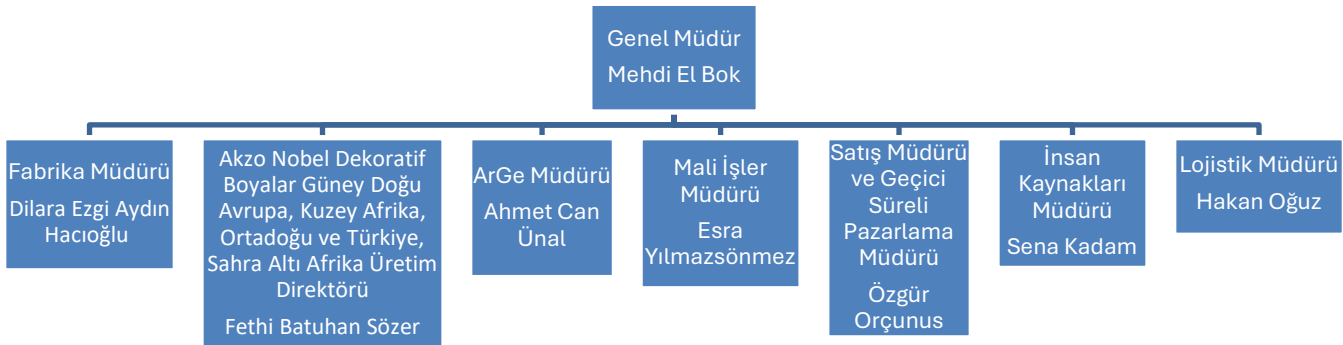 Genel Müdür
Mehdi El Bok
Fabrika Müdürü
Dilara Ezgi Aydın
Hacıoğlu
Akzo Nobel Dekoratif
Boyalar Güney Doğu
Avrupa, Kuzey Afrika,
Ortadoğu ve Türkiye,
Sahra Altı Afrika Üretim
Direktörü
Fethi Batuhan Sözer
ArGe Müdürü
Ahmet Can
Ünal
Mali İşler
Müdürü
Esra
Yılmazsönmez
Satış Müdürü
ve Geçici
Süreli
Pazarlama
Müdürü
Özgür
Orçunus
İnsan
Kaynakları
Müdürü
Sena Kadam
Lojistik Müdürü
Hakan Oğuz